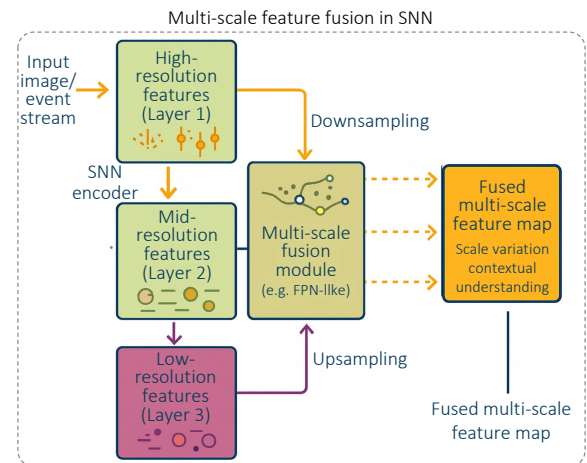 Multi-scale feature fusion in SNN
Input
image/
event
stream
High-
resolution
features
(Layer 1)
Downsampling
SNN
encoder
Mid-
resolution
features
(Layer 2)
Multi-scale
fusion
module
(e.g. FPN-llke)
Fused
multi-scale
feature map
Scale variation
contextual
understanding
Low-
resolution
features
(Layer 3)
Upsampling
Fused multi-scale
feature map